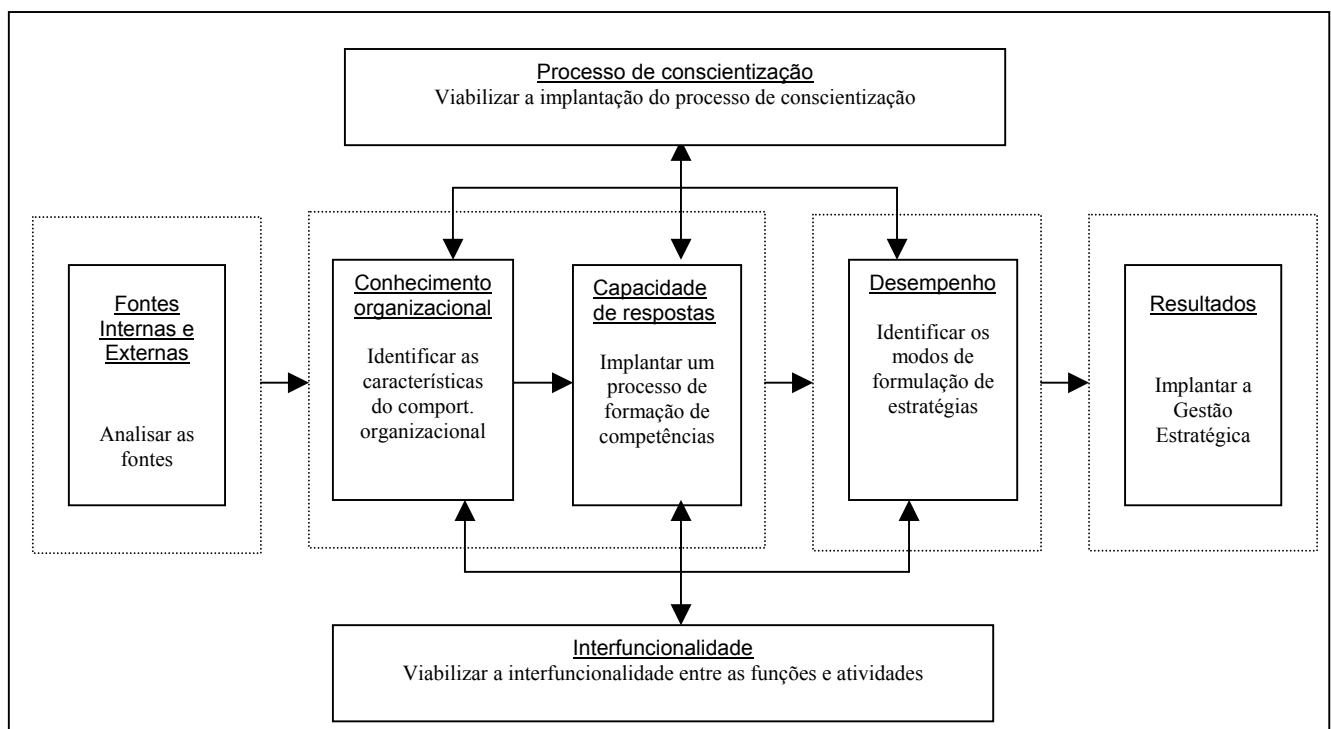 Processo de conscientização
Viabilizar a implantação do processo de conscientização
Fontes
Internas e
Externas
Analisar as
fontes
Conhecimento
organizacional
Identificar as
características
do comport.
organizacional
Capacidade
de respostas
Implantar um
processo de
formação de
competências
Desempenho
Identificar os
modos de
formulação de
estratégias
Resultados
Implantar a
Gestão
Estratégica
Interfuncionalidade
Viabilizar a interfuncionalidade entre as funções e atividades